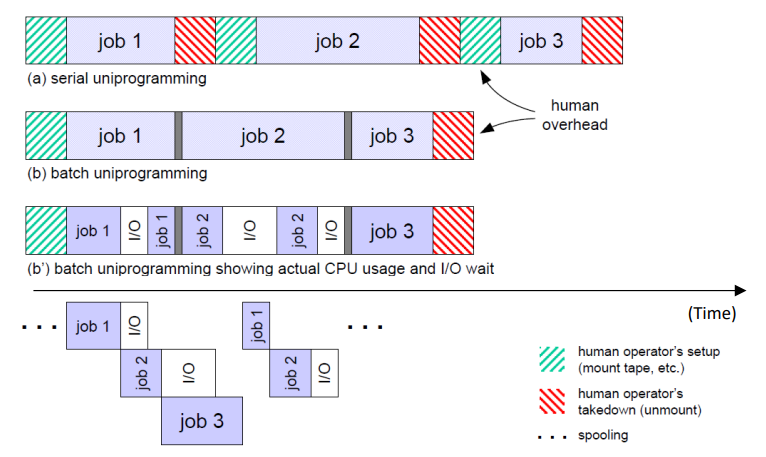 job 1
job 2
job 3
(a) serial uniprogramming
human
overhead
job 1
job 2
job 3
(b) batch uniprogramming
job 1
I/O
job 1
job 2
I/O
job 2
I/O
job 3
(b') batch uniprogramming showing actual CPU usage and I/O wait
(Time)
. . .
job 1
I/O
job 1
. . .
job 2
I/O
job 2
I/O
job 3
human operator's setup
(mount tape, etc.)
human operator's
takedown (unmount)
. . . spooling